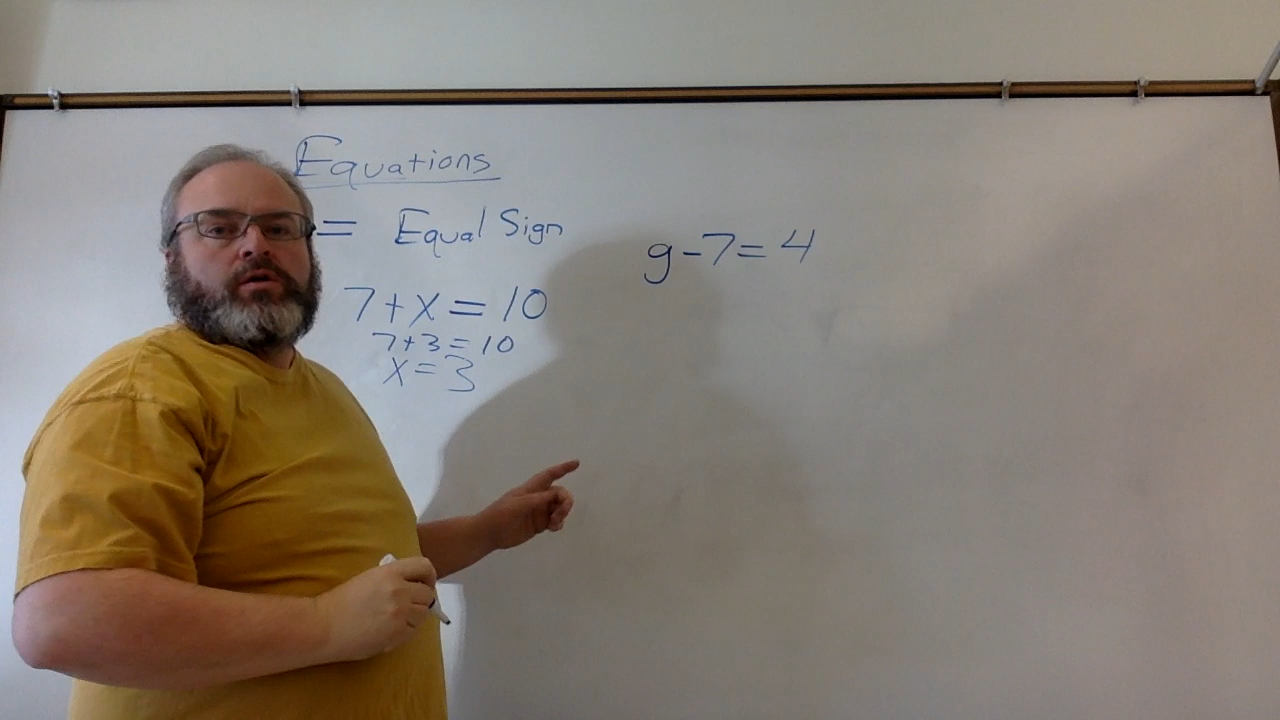 Equations
= Equal Sign
7+x=10
7+3=10
x=3
g-7=4